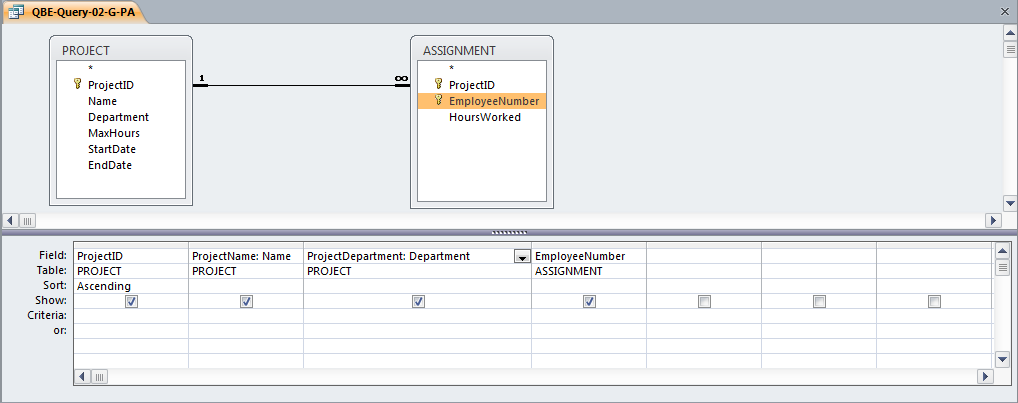 QBE-Query-02-G-PA
PROJECT
*
ProjectID
Name
Department
MaxHours
StartDate
EndDate
1 ∞
ASSIGNMENT
*
ProjectID
EmployeeNumber
HoursWorked
Field: ProjectID ProjectName: Name ProjectDepartment: Department EmployeeNumber
Table: PROJECT PROJECT PROJECT ASSIGNMENT
Sort: Ascending
Show:
Criteria:
or: